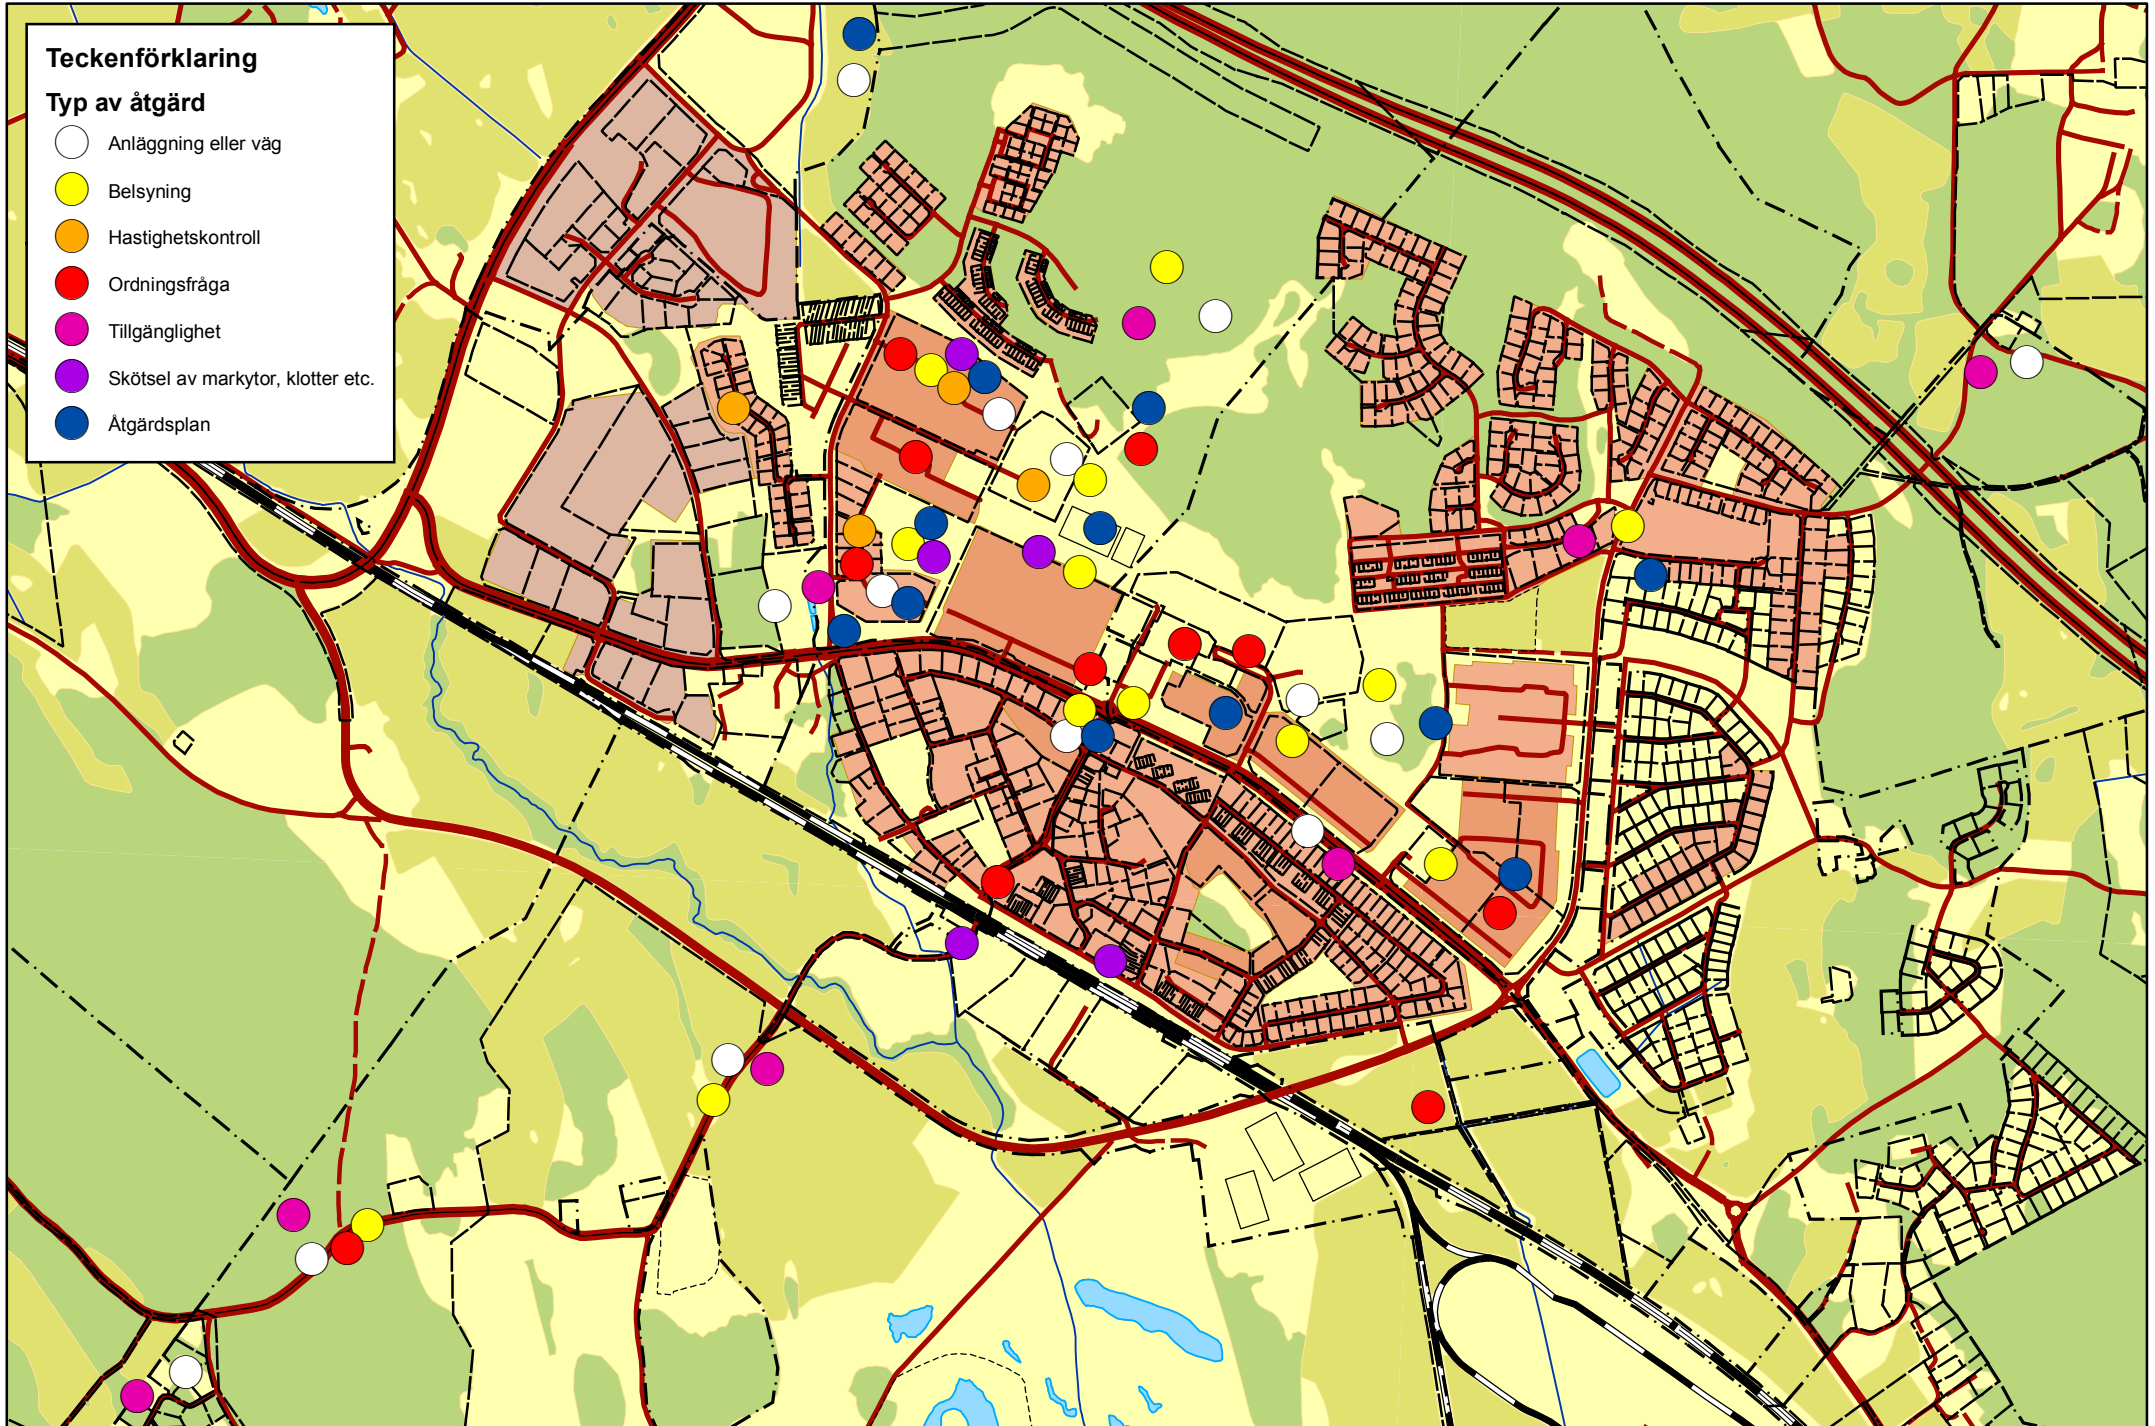 Teckenförklaring
Typ av åtgärd
Anläggning eller väg
Belsyning
Hastighetskontroll
Ordningsfråga
Tillgänglighet
Skötsel av markytor, klotter etc.
Åtgärdsplan